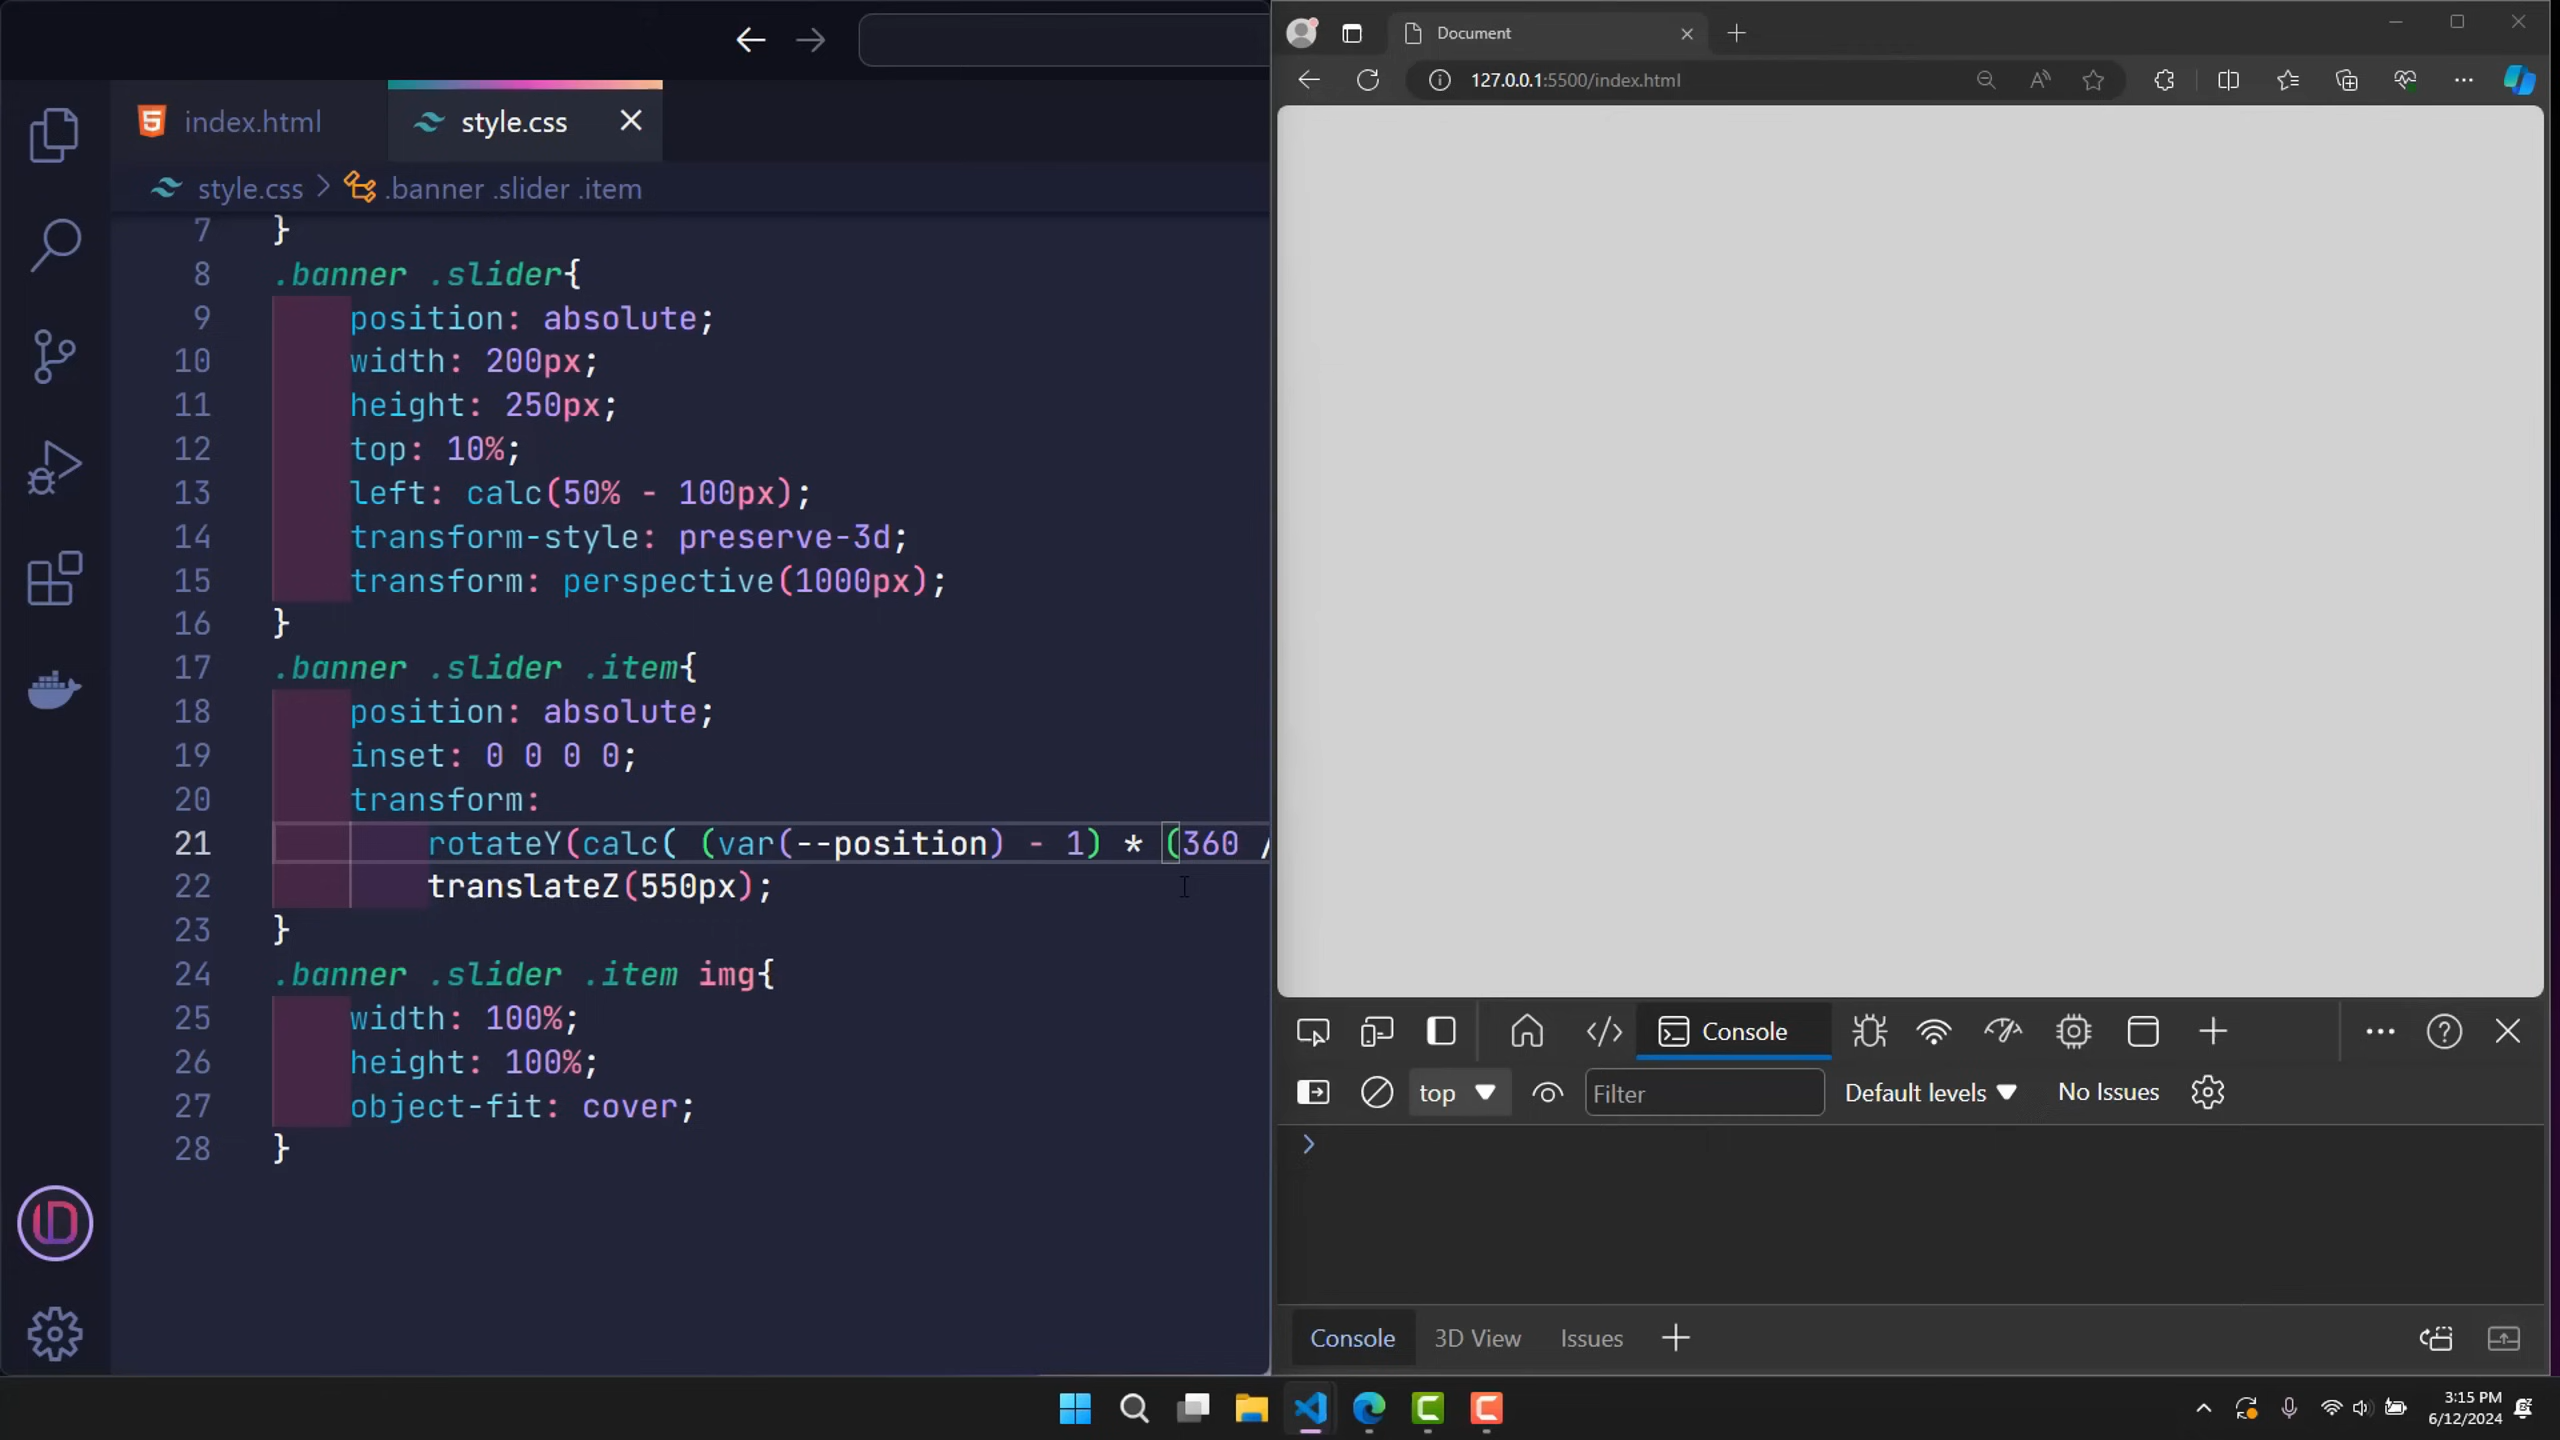 index.html
style.css
style.css > .banner .slider .item
7 }
8 .banner .slider{
9 position: absolute;
10 width: 200px;
11 height: 250px;
12 top: 10%;
13 left: calc(50% - 100px);
14 transform-style: preserve-3d;
15 transform: perspective(1000px);
16 }
17 .banner .slider .item{
18 position: absolute;
19 inset: 0 0 0 0;
20 transform:
21 rotateY(calc( (var(--position) - 1) * (360 /
22 translateZ(550px);
23 }
24 .banner .slider .item img{
25 width: 100%;
26 height: 100%;
27 object-fit: cover;
28 }
Document
127.0.0.1:5500/index.html
Console
top
Filter
Default levels
No Issues
Console
3D View
Issues
3:15 PM
6/12/2024